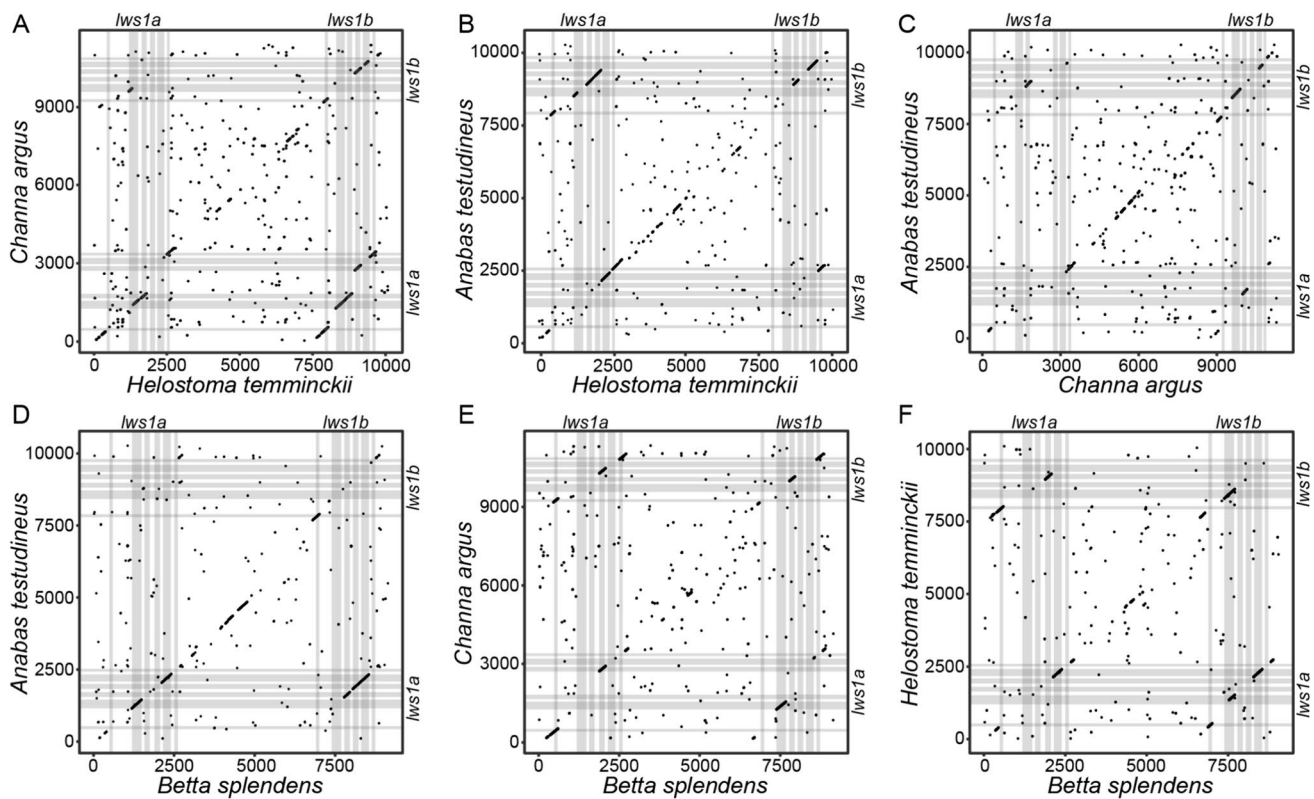 A
lws1a
lws1b
9000
6000
3000
0
Channa argus
lws1b
lws1a
0
2500
5000
7500
10000
Helostoma temminckii
B
lws1a
lws1b
10000
7500
5000
2500
0
Anabas testudineus
lws1b
lws1a
0
2500
5000
7500
10000
Helostoma temminckii
C
lws1a
lws1b
10000
7500
5000
2500
0
Anabas testudineus
lws1b
lws1a
0
3000
6000
9000
Channa argus
D
lws1a
lws1b
10000
7500
5000
2500
0
Anabas testudineus
lws1b
lws1a
0
2500
5000
7500
Betta splendens
E
lws1a
lws1b
9000
6000
3000
0
Channa argus
lws1b
lws1a
0
2500
5000
7500
Betta splendens
F
lws1a
lws1b
10000
7500
5000
2500
0
Helostoma temminckii
lws1b
lws1a
0
2500
5000
7500
Betta splendens